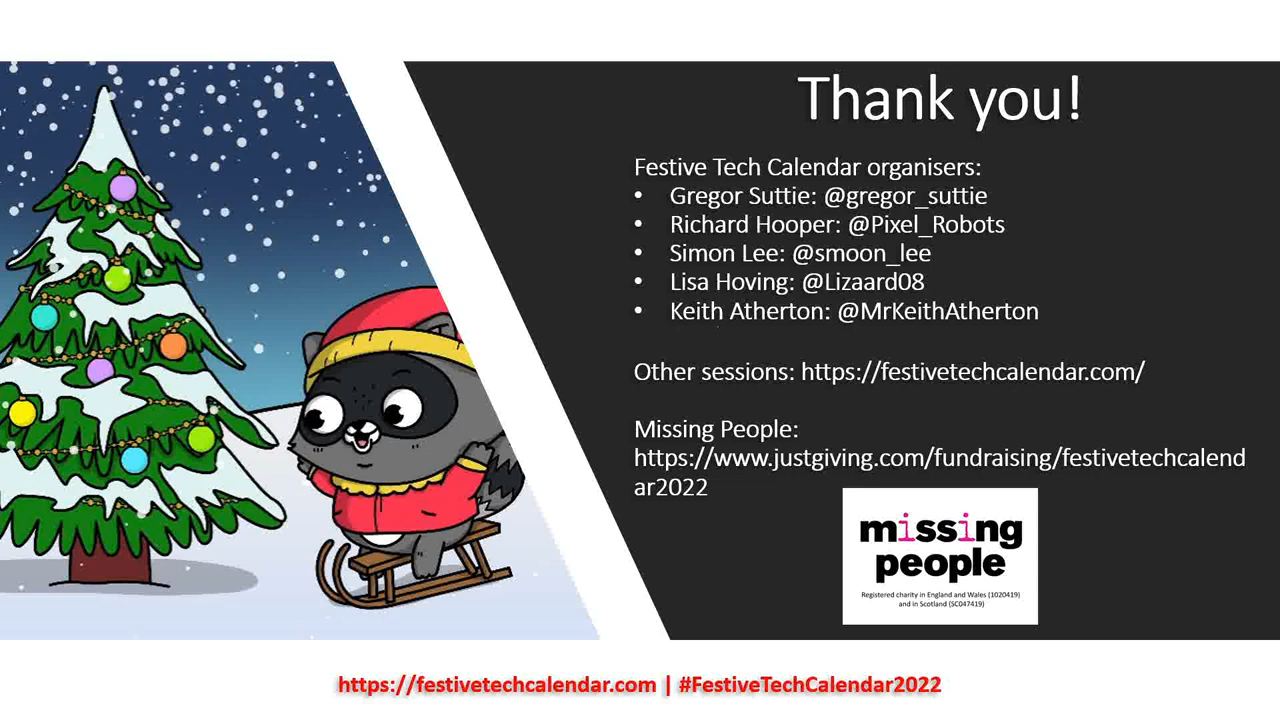 Thank you!
Festive Tech Calendar organisers:
• Gregor Suttie: @gregor_suttie
• Richard Hooper: @Pixel_Robots
• Simon Lee: @smoon_lee
• Lisa Hoving: @Lizaard08
• Keith Atherton: @MrKeithAtherton
Other sessions: https://festivetechcalendar.com/
Missing People:
https://www.justgiving.com/fundraising/festivetechcalend
ar2022
missing
people
Registered charity in England and Wales (1020419)
and in Scotland (SC047419)
https://festivetechcalendar.com | #FestiveTechCalendar2022